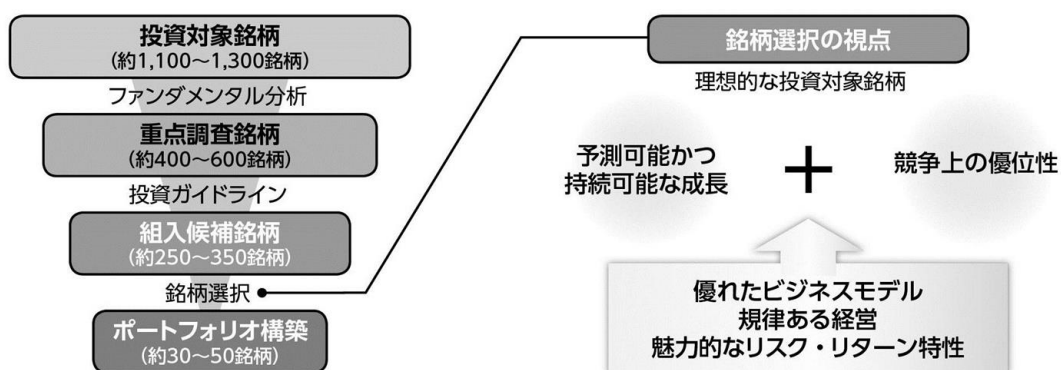 投資対象銘柄
(約1,100～1,300銘柄)
ファンダメンタル分析
重点調査銘柄
(約400～600銘柄)
投資ガイドライン
組入候補銘柄
(約250～350銘柄)
銘柄選択
ポートフォリオ構築
(約30～50銘柄)
銘柄選択の視点
理想的な投資対象銘柄
予測可能かつ
持続可能な成長
+
競争上の優位性
優れたビジネスモデル
規律ある経営
魅力的なリスク・リターン特性